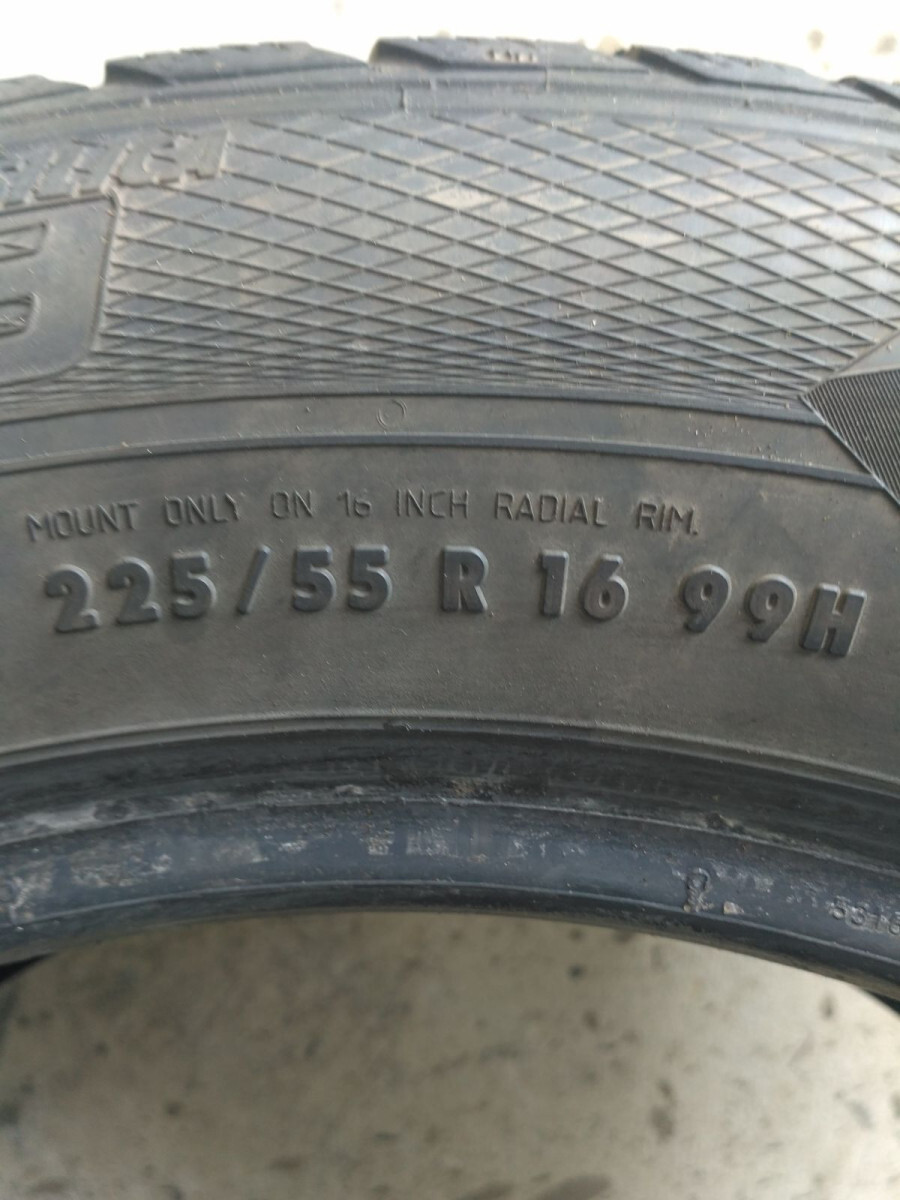 MOUNT ONLY ON 16 INCH RADIAL RIM.
225/55 R 16 99H